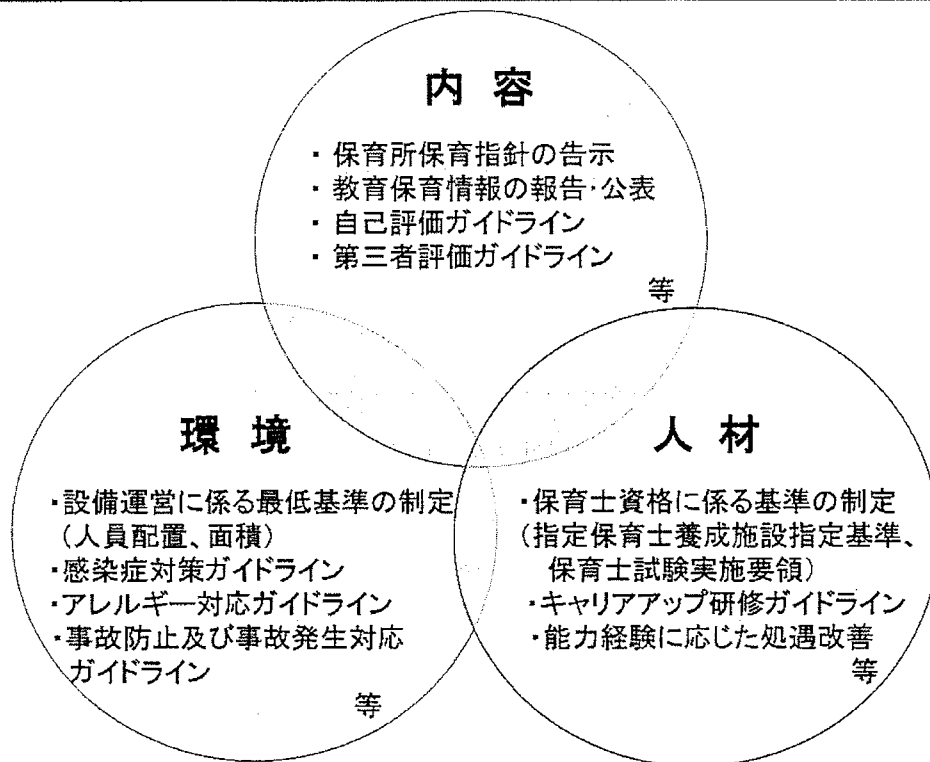 内 容
・保育所保育指針の告示
・教育保育情報の報告・公表
・自己評価ガイドライン
・第三者評価ガイドライン
等
環 境
・設備運営に係る最低基準の制定
（人員配置、面積）
・感染症対策ガイドライン
・アレルギー対応ガイドライン
・事故防止及び事故発生対応
ガイドライン
等
人 材
・保育士資格に係る基準の制定
（指定保育士養成施設指定基準、
保育士試験実施要領）
・キャリアアップ研修ガイドライン
・能力経験に応じた処遇改善
等